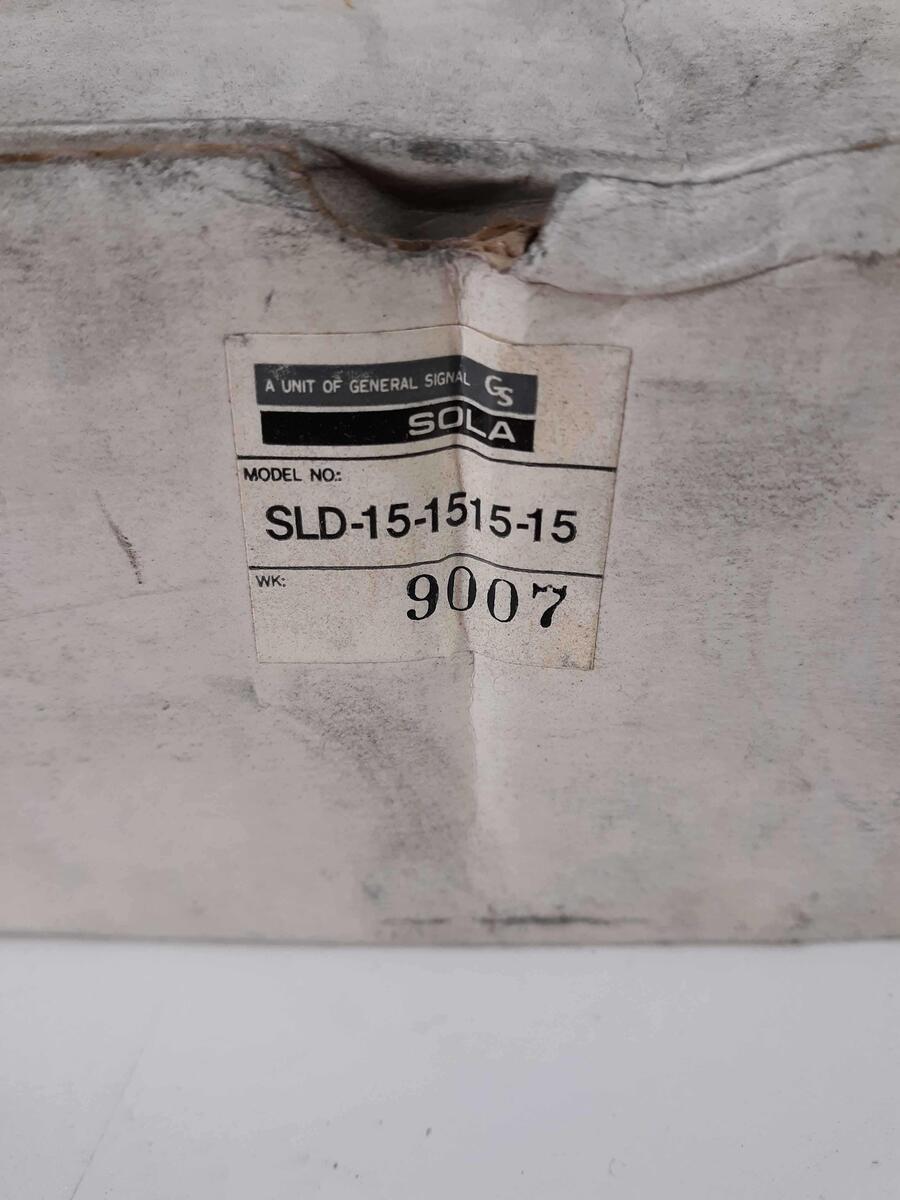 A UNIT OF GENERAL SIGNAL GS
SOLA
MODEL NO.:
SLD-15-1515-15
WK:
9007